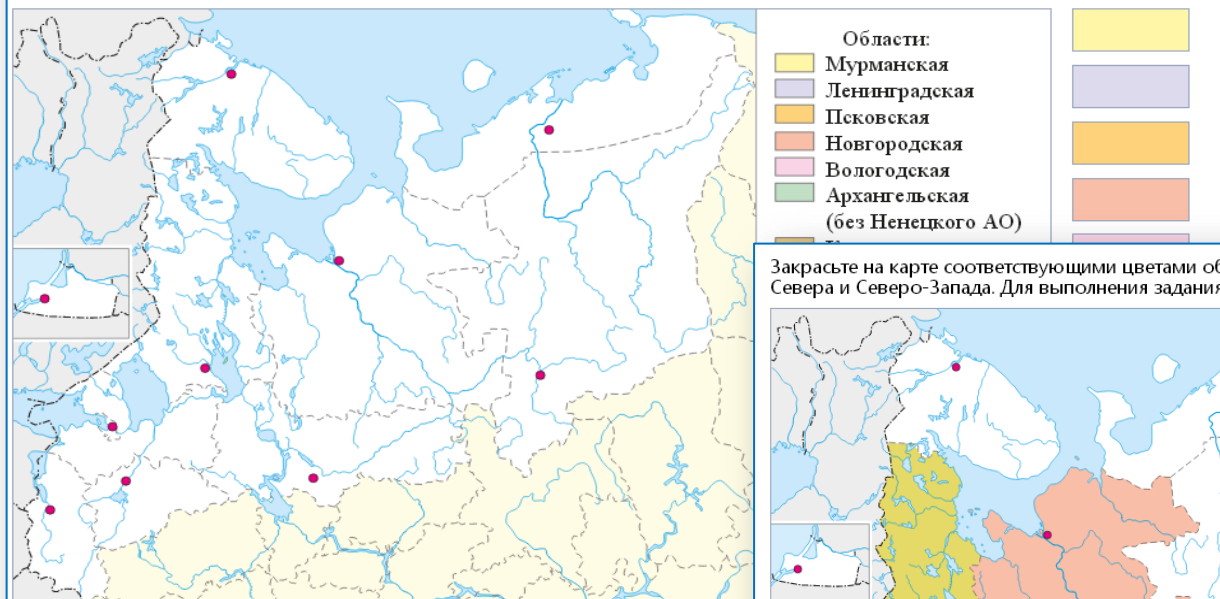 Области:
Мурманская
Ленинградская
Псковская
Новгородская
Вологодская
Архангельская
(без Ненецкого АО)
Закрасьте на карте соответствующими цветами
Севера и Северо-Запада. Для выполнения задания